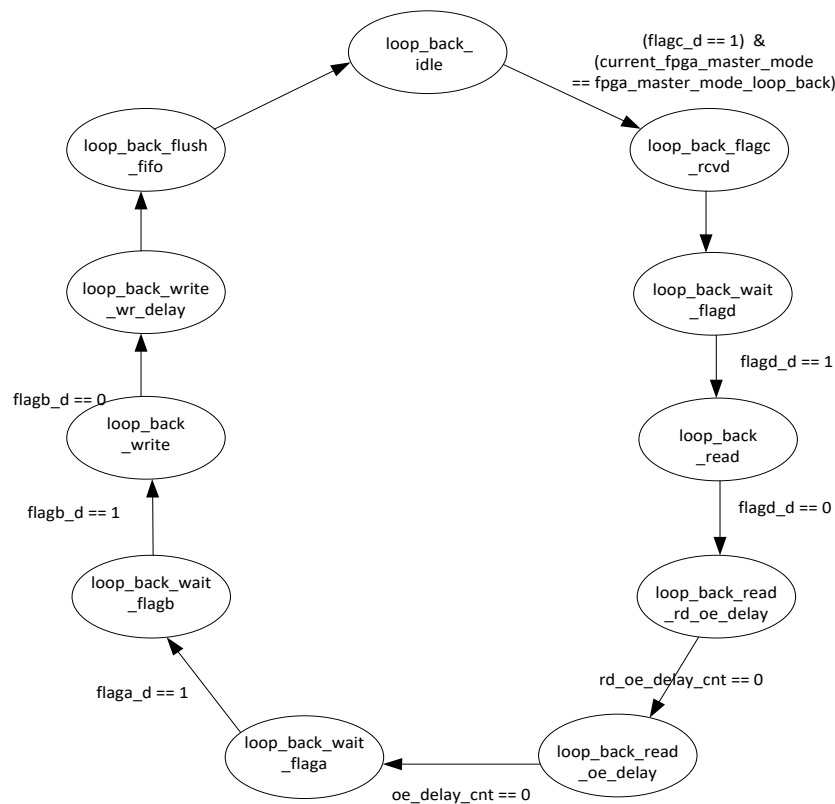 loop_back_
idle
(flagc_d == 1) &
(current_fpga_master_mode
== fpga_master_mode_loop_back)
loop_back_flagc
_rcvd
loop_back_wait
_flagd
flagd_d == 1
loop_back
_read
flagd_d == 0
loop_back_read
_rd_oe_delay
rd_oe_delay_cnt == 0
loop_back_read
_oe_delay
oe_delay_cnt == 0
loop_back_wait
_flaga
flaga_d == 1
loop_back_wait
_flagb
flagb_d == 1
loop_back
_write
flagb_d == 0
loop_back_write
_wr_delay
loop_back_flush
_fifo